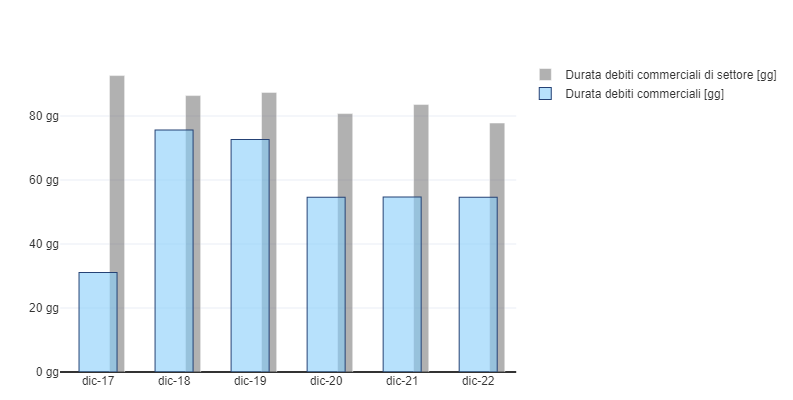 Durata debiti commerciali di settore [gg]
Durata debiti commerciali [gg]
80 gg
60 gg
40 gg
20 gg
0 gg
dic-17 dic-18 dic-19 dic-20 dic-21 dic-22